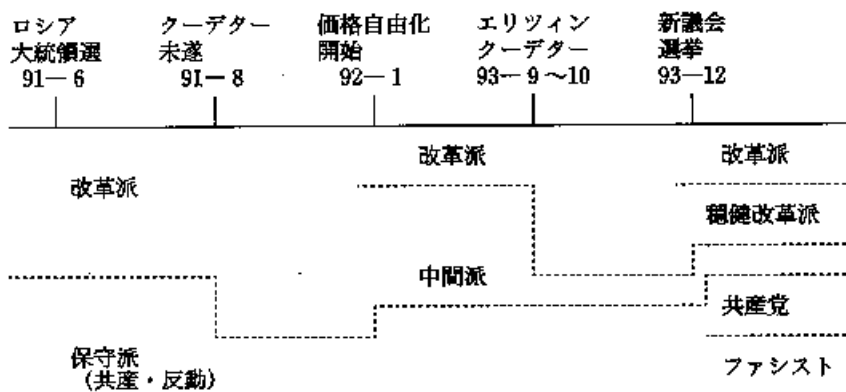 ロシア
大統領選
91―6
クーデター
未遂
91―8
価格自由化
開始
92―1
エリツィン
クーデター
93―9～10
新議会
選挙
93―12
改革派
改革派
改革派
穏健改革派
中間派
共産党
保守派
(共産・反動)
ファシスト